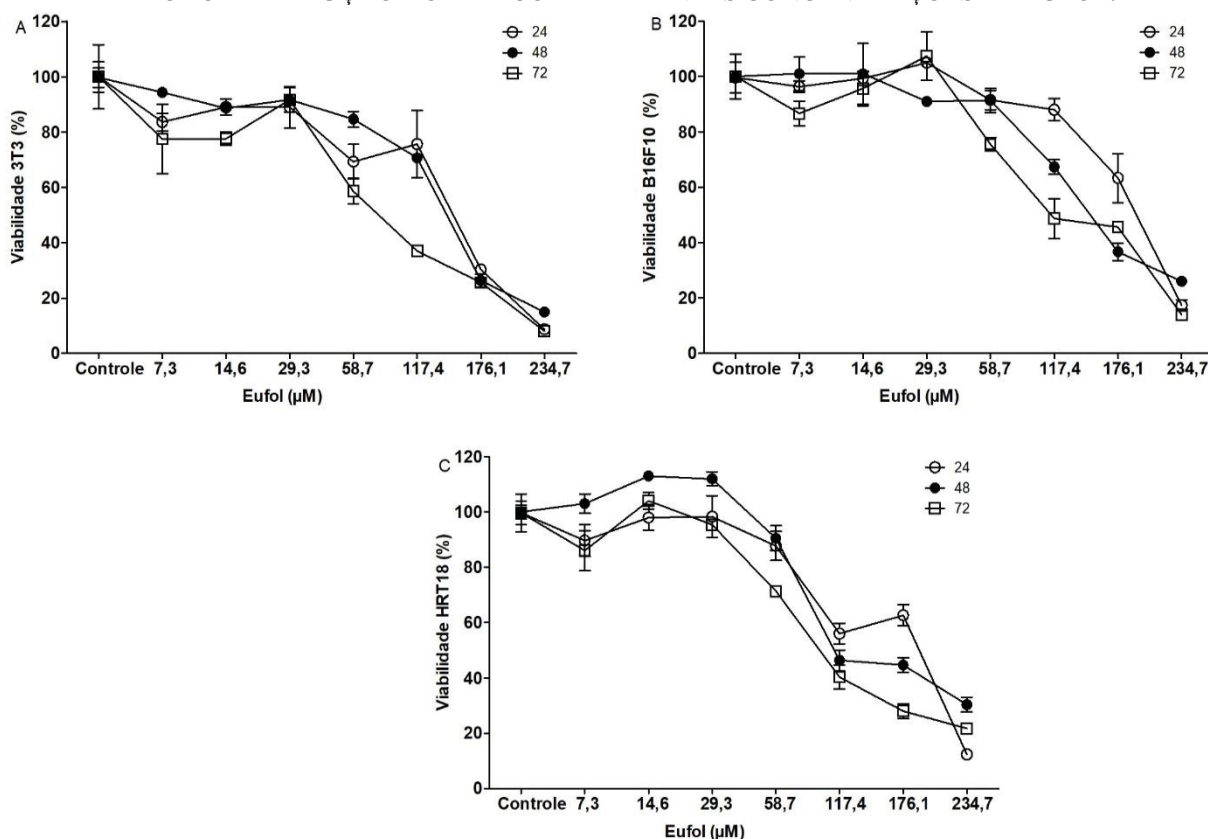 A
120
100
80
60
40
20
0
Viabilidade 3T3 (%)
24
48
72
Controle 7,3 14,6 29,3 58,7 117,4 176,1 234,7
Eufol (µM)
120
100
80
60
40
20
0
Viabilidade B16F10 (%)
B
24
48
72
Controle 7,3 14,6 29,3 58,7 117,4 176,1 234,7
Eufol (µM)
C
120
100
80
60
40
20
0
Viabilidade HRT18 (%)
24
48
72
Controle 7,3 14,6 29,3 58,7 117,4 176,1 234,7
Eufol (µM)